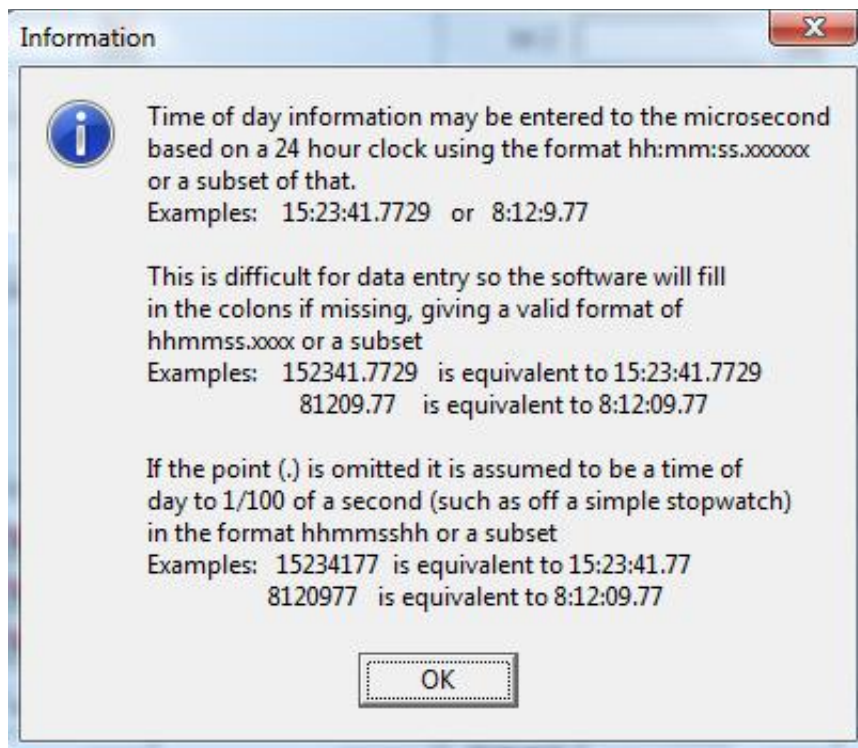 Information
Time of day information may be entered to the microsecond
based on a 24 hour clock using the format hh:mm:ss.xxxxxx
or a subset of that.
Examples: 15:23:41.7729 or 8:12:9.77
This is difficult for data entry so the software will fill
in the colons if missing, giving a valid format of
hhmmss.xxxx or a subset
Examples: 152341.7729 is equivalent to 15:23:41.7729
81209.77 is equivalent to 8:12:09.77
If the point (.) is omitted it is assumed to be a time of
day to 1/100 of a second (such as off a simple stopwatch)
in the format hhmmsshh or a subset
Examples: 15234177 is equivalent to 15:23:41.77
8120977 is equivalent to 8:12:09.77
OK